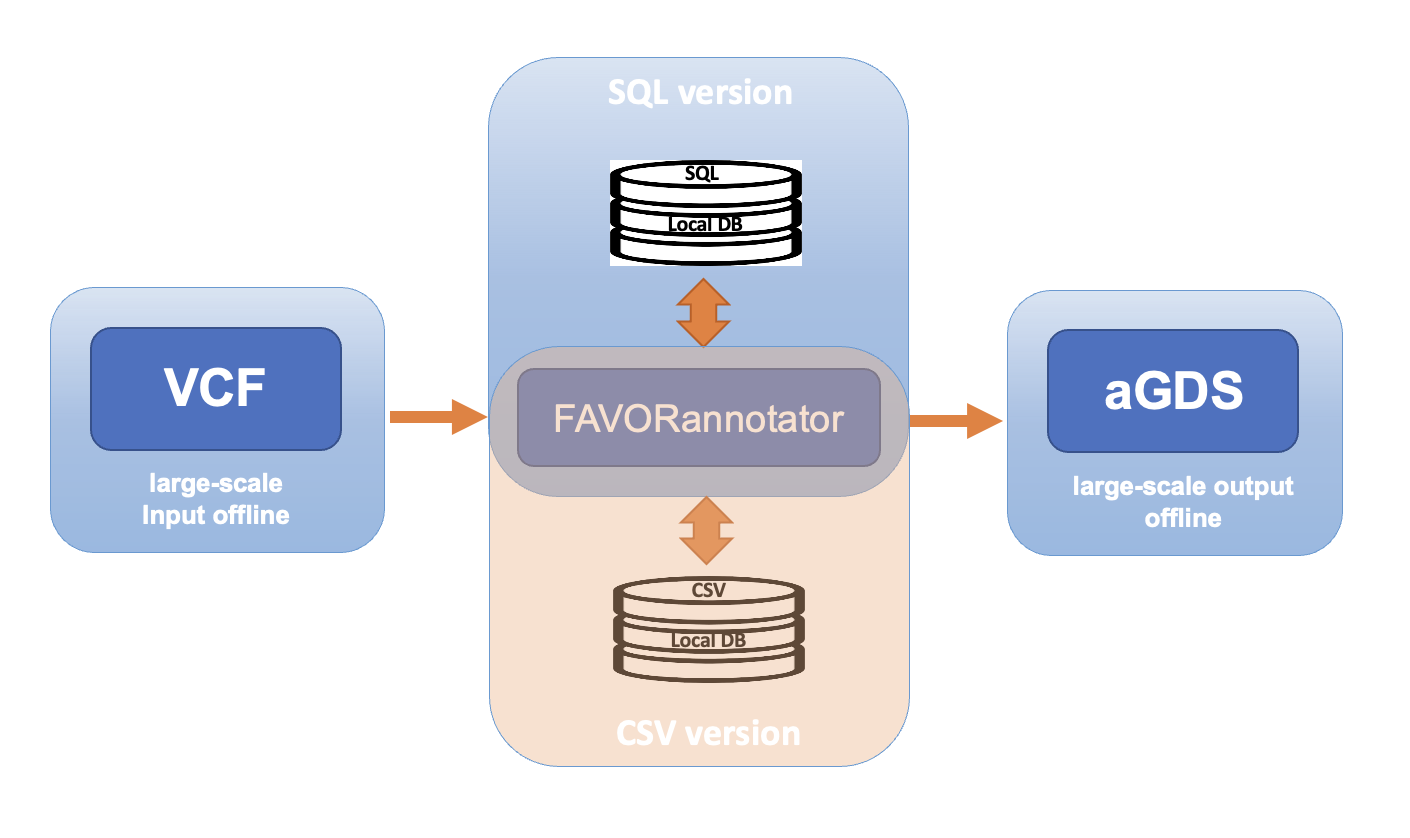 SQL version
SQL
Local DB
VCF
large-scale
Input offline
FAVORannotator
aGDS
large-scale output
offline
CSV
Local DB
CSV version